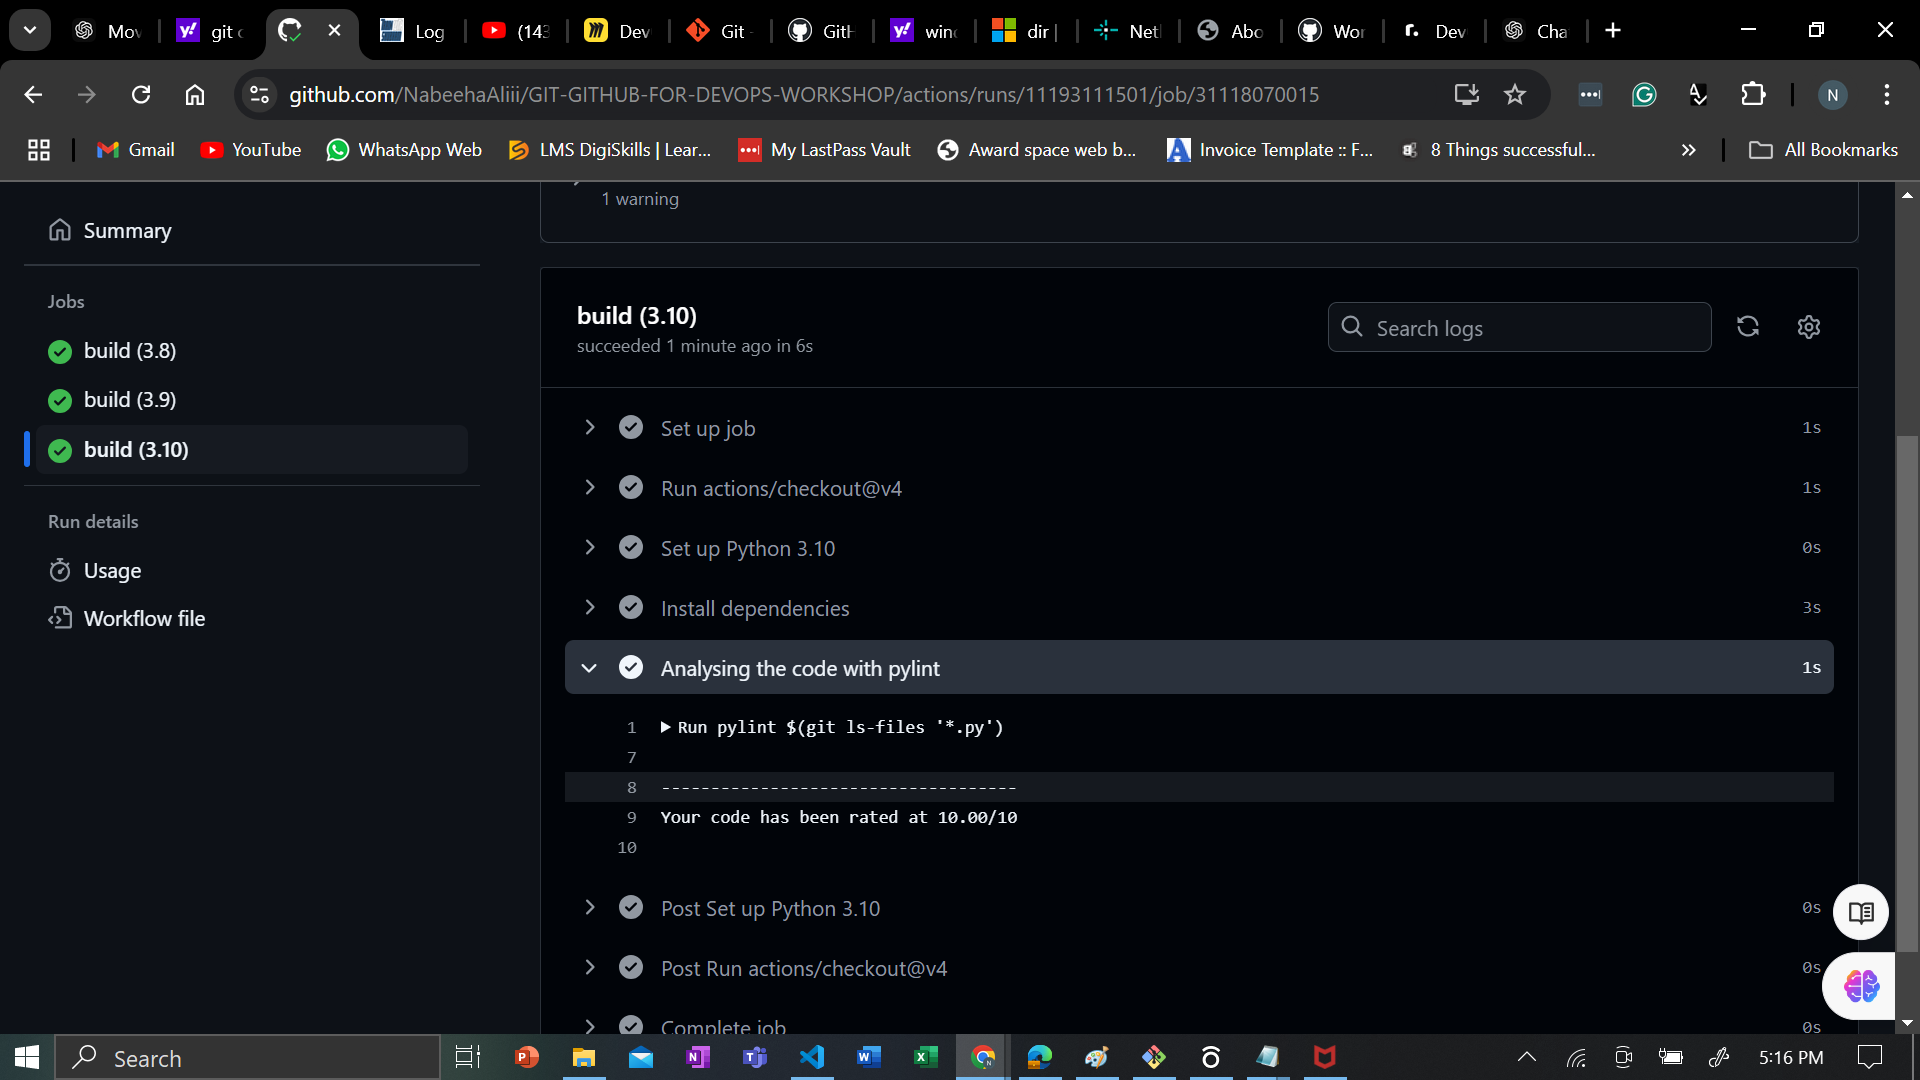 Mov
git c
Log
(143
Dev
Git -
GitH
wind
dir |
Netl
Abo
Wor
Dev
Cha
github.com/NabeehaAliii/GIT-GITHUB-FOR-DEVOPS-WORKSHOP/actions/runs/11193111501/job/31118070015
N
Gmail
YouTube
WhatsApp Web
LMS DigiSkills | Lear...
My LastPass Vault
Award space web b...
Invoice Template :: F...
8 Things successful...
All Bookmarks
1 warning
Summary
Jobs
build (3.8)
build (3.9)
build (3.10)
Run details
Usage
Workflow file
build (3.10)
succeeded 1 minute ago in 6s
Search logs
Set up job 1s
Run actions/checkout@v4 1s
Set up Python 3.10 0s
Install dependencies 3s
Analysing the code with pylint 1s
1 Run pylint $(git ls-files '*.py')
7
8 ------------------------------------
9 Your code has been rated at 10.00/10
10
Post Set up Python 3.10 0s
Post Run actions/checkout@v4 0s
Complete job 0s
Search
5:16 PM